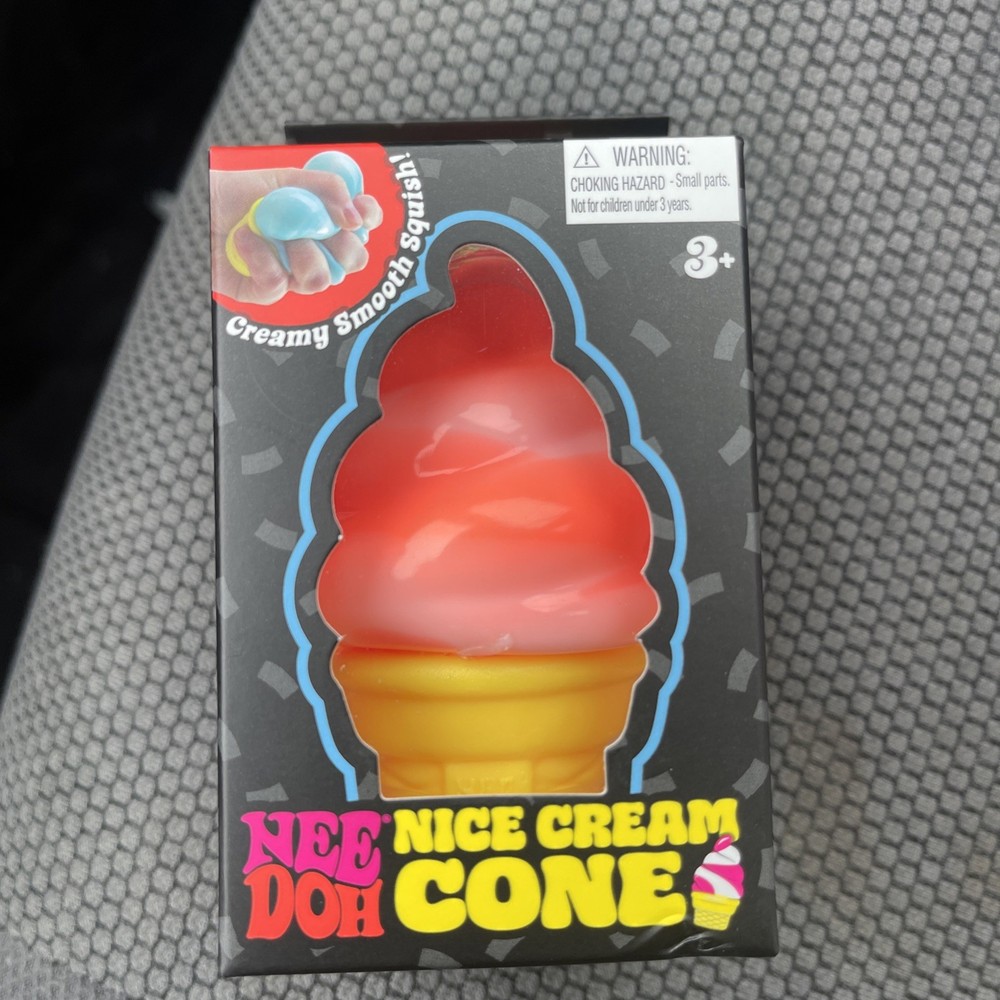 Creamy Smooth Squish!
WARNING:
CHOKING HAZARD - Small parts.
Not for children under 3 years.
3+
NEE
DOH®
NICE CREAM
CONE